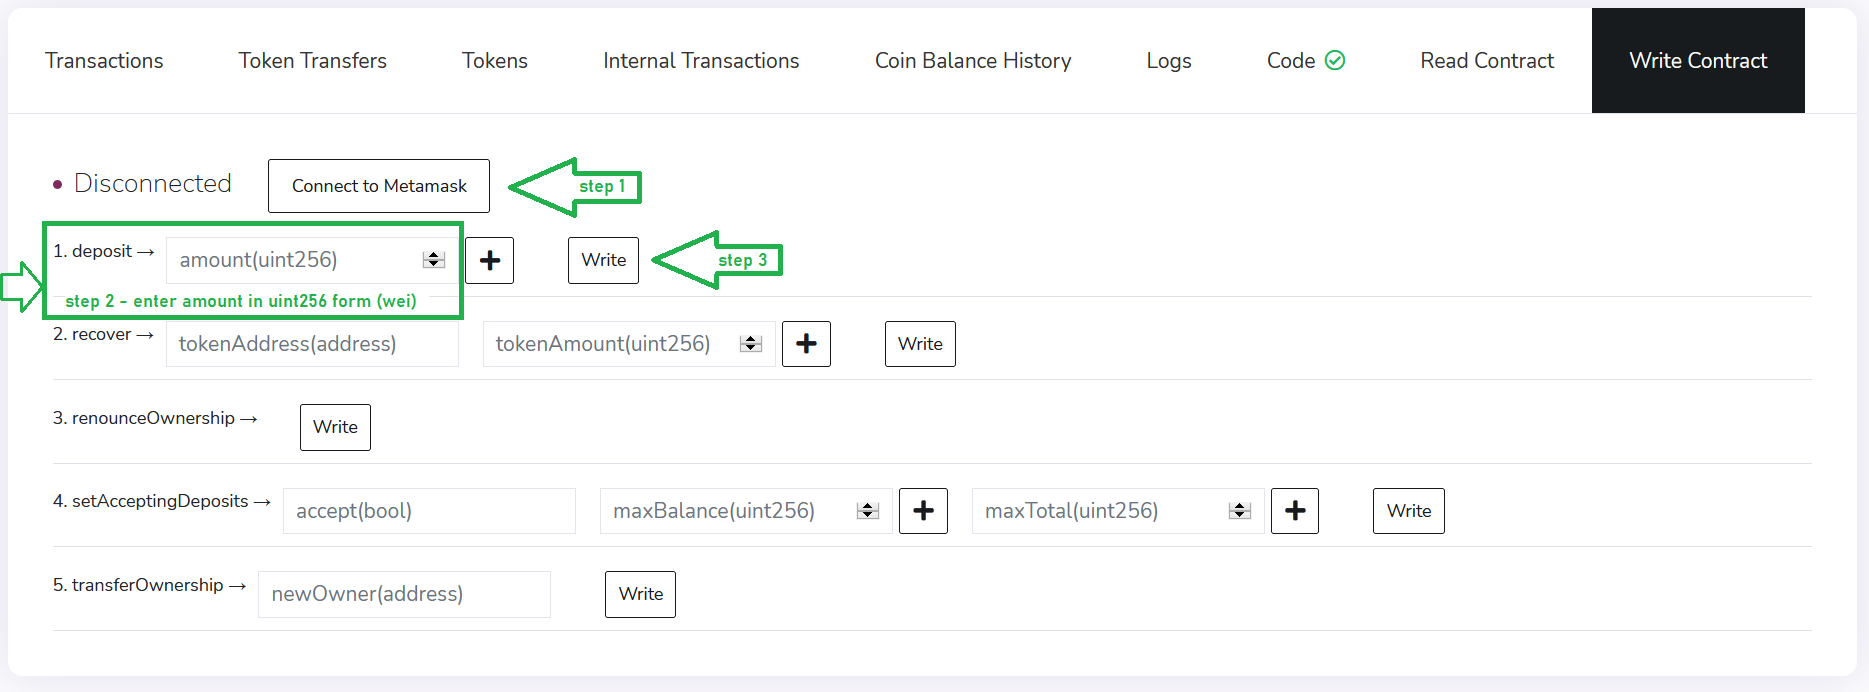 Transactions Token Transfers Tokens Internal Transactions Coin Balance History Logs Code Read Contract Write Contract
• Disconnected Connect to Metamask step 1
1. deposit → amount(uint256) + Write step 3
step 2 - enter amount in uint256 form (wei)
2. recover → tokenAddress(address) tokenAmount(uint256) + Write
3. renounceOwnership → Write
4. setAcceptingDeposits → accept(bool) maxBalance(uint256) + maxTotal(uint256) + Write
5. transferOwnership → newOwner(address) Write